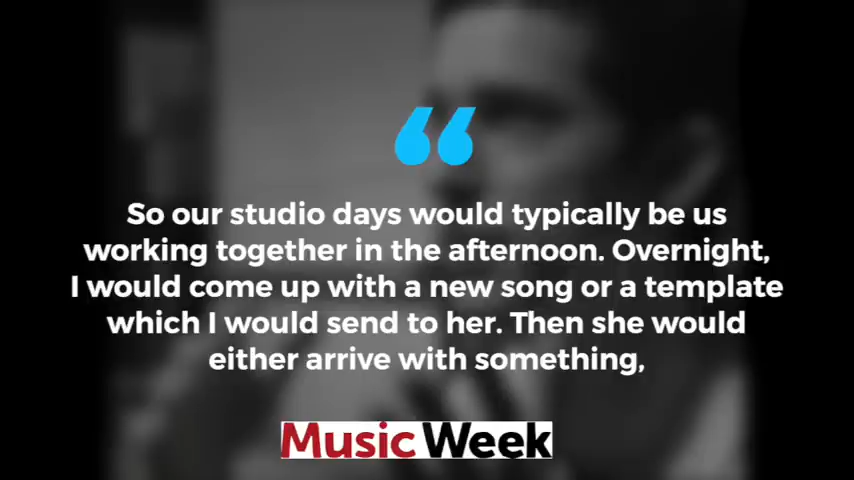 “
So our studio days would typically be us
working together in the afternoon. Overnight,
I would come up with a new song or a template
which I would send to her. Then she would
either arrive with something,
Music Week